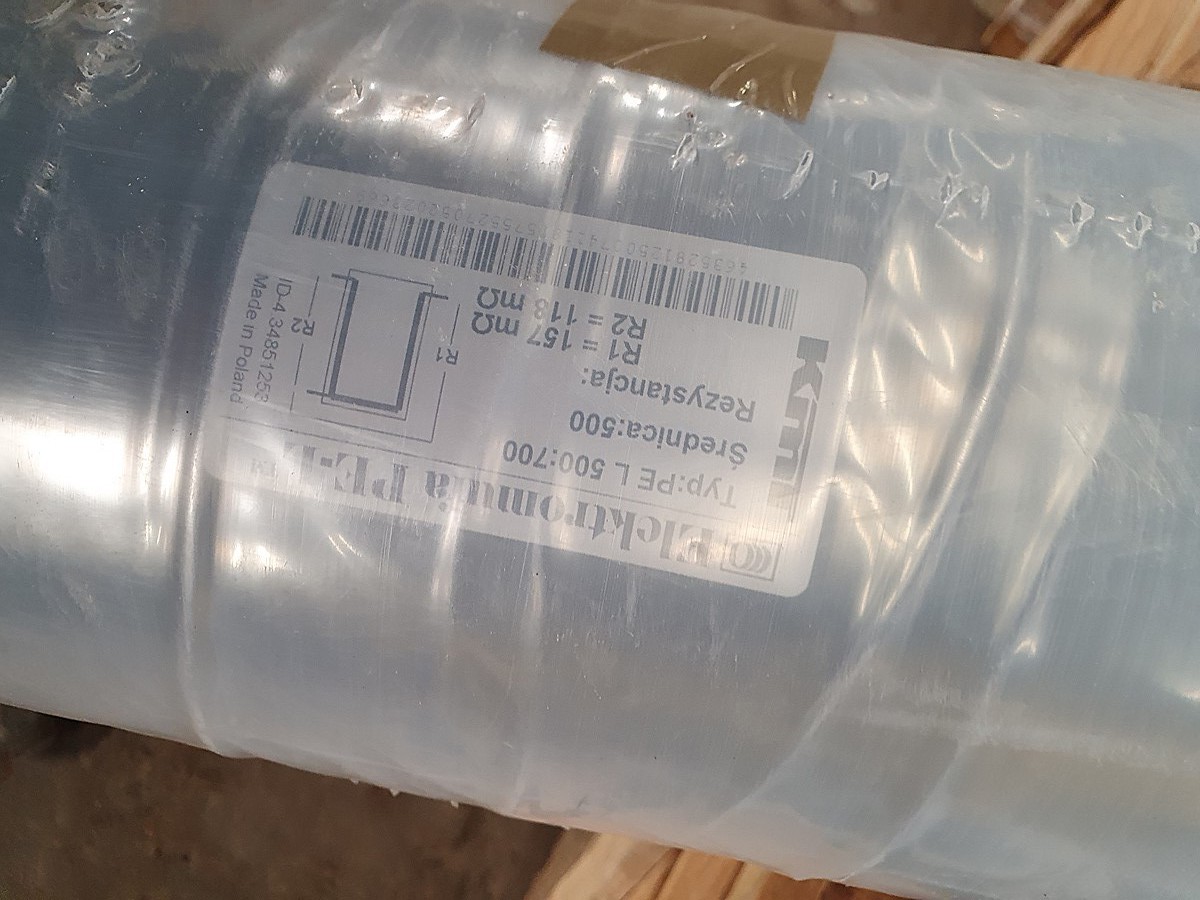 Elektromufa PE-L
Typ:PE L 500:700
Średnica:500
Rezystancja:
R1 = 157 mΩ
R2 = 113 mΩ
R1
R2
ID-4 34851253
Made in Poland